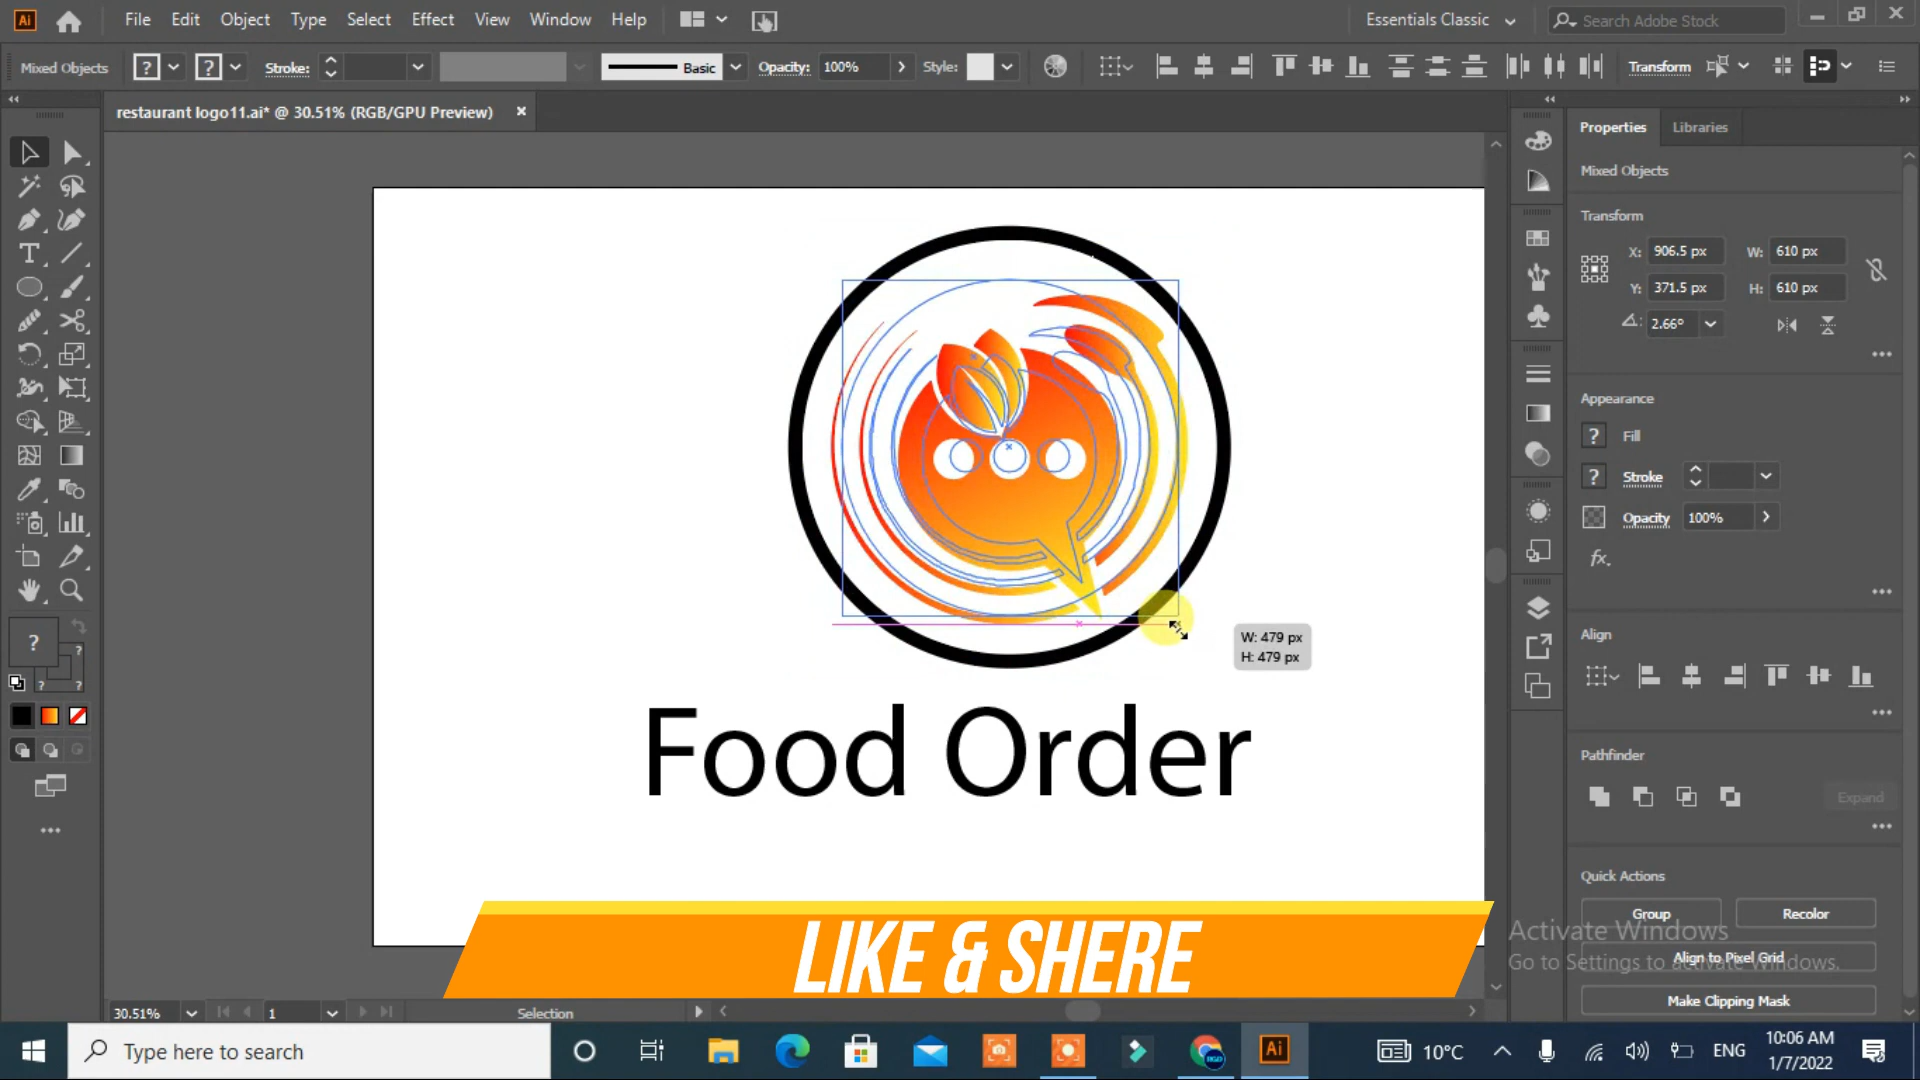 Ai File Edit Object Type Select Effect View Window Help Essentials Classic Search Adobe Stock
Mixed Objects ? ? Stroke: Basic Opacity: 100% Style: Transform
restaurant logo11.ai* @ 30.51% (RGB/GPU Preview) ×
Properties Libraries
Mixed Objects
Transform
X: 906.5 px W: 610 px
Y: 371.5 px H: 610 px
2.66°
Appearance
? Fill
? Stroke
Opacity 100%
fx.
Align
Pathfinder
Expand
Quick Actions
Group Recolor
Align to Pixel Grid
Make Clipping Mask
Activate Windows
Go to Settings to activate Windows.
W: 479 px
H: 479 px
Food Order
LIKE & SHERE
30.51% 1 Selection
Type here to search
Ai
10°C
ENG
10:06 AM
1/7/2022